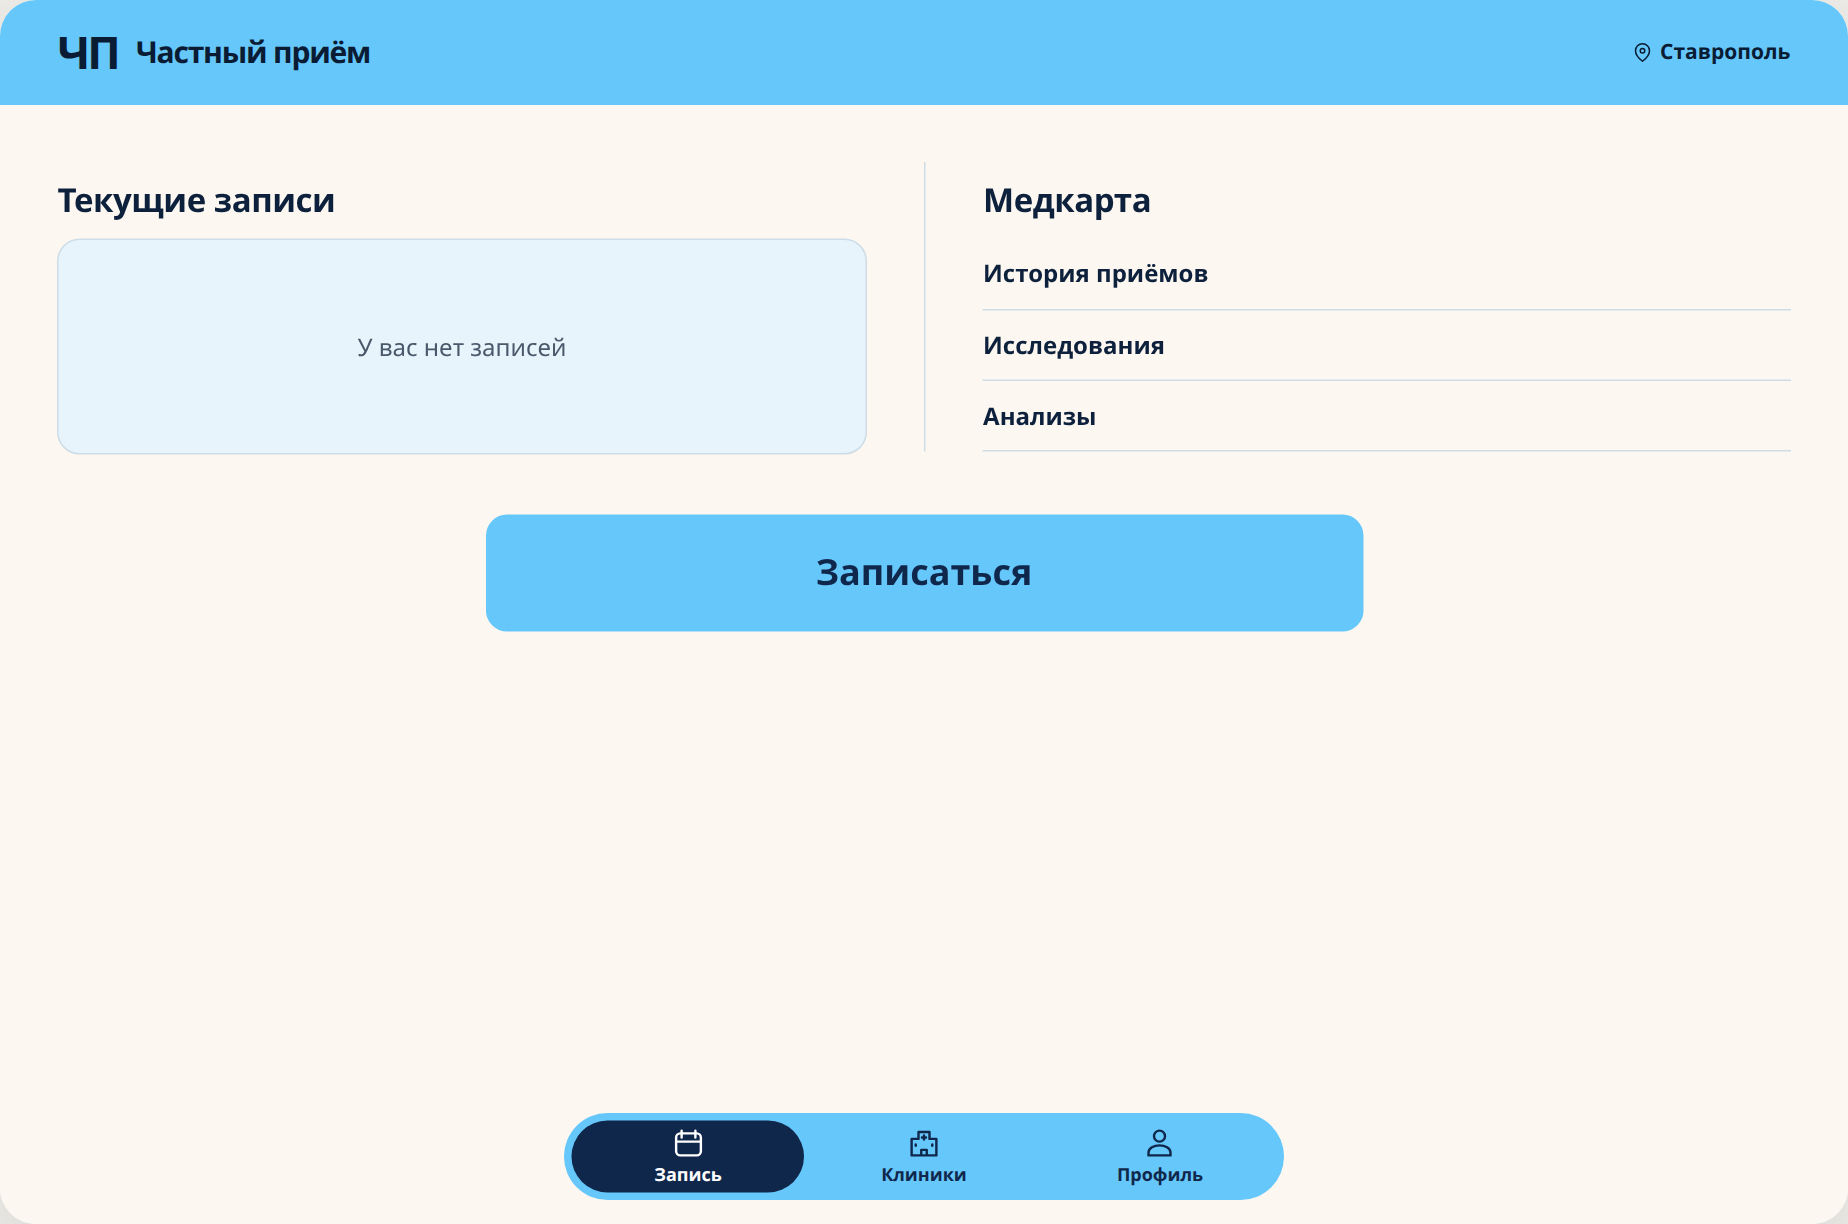 ЧП Частный приём
Ставрополь
Текущие записи
У вас нет записей
Медкарта
История приёмов
Исследования
Анализы
Записаться
Запись
Клиники
Профиль